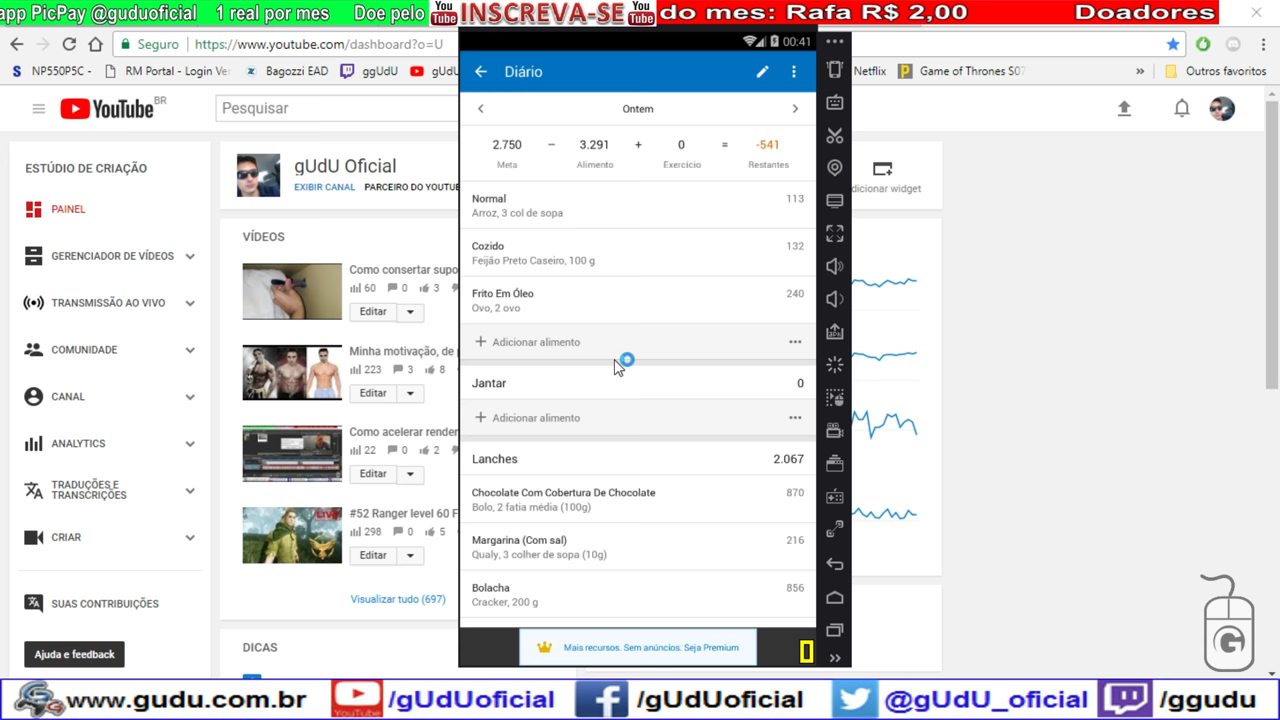 app PicPay @guduoficial 1 real por mes Doe pelo
You Tube INSCREVA-SE You Tube
do mes: Rafa R$ 2,00 Doadores
Seguro https://www.youtube.com/dashboard?o=U
NP550P5C - RM Portal - Login Ver Bagozzi EAD ggUdU gUdU
Netflix Game of Thrones S07 » Outros favoritos
YouTube BR
Pesquisar
ESTÚDIO DE CRIAÇÃO
PAINEL
GERENCIADOR DE VÍDEOS
TRANSMISSÃO AO VIVO
COMUNIDADE
CANAL
ANALYTICS
TRADUÇÕES E
TRANSCRIÇÕES
CRIAR
SUAS CONTRIBUIÇÕES
Ajuda e feedback
gUdU Oficial
EXIBIR CANAL PARCEIRO DO YOUTUBE
VÍDEOS
Como consertar supo
60 0 3
Editar
Minha motivação, de p
223 3 8
Editar
Como acelerar render
22 0 2
Editar
#52 Ranger level 60 F
298 0 5
Editar
Visualizar tudo (697)
DICAS
dicionar widget
00:41
Diário
Ontem
2.750 − 3.291 + 0 = -541
Meta Alimento Exercício Restantes
Normal 113
Arroz, 3 col de sopa
Cozido 132
Feijão Preto Caseiro, 100 g
Frito Em Óleo 240
Ovo, 2 ovo
+ Adicionar alimento
Jantar 0
+ Adicionar alimento
Lanches 2.067
Chocolate Com Cobertura De Chocolate 870
Bolo, 2 fatia média (100g)
Margarina (Com sal) 216
Qualy, 3 colher de sopa (10g)
Bolacha 856
Cracker, 200 g
Mais recursos. Sem anúncios. Seja Premium
0
G
www.gudu.com.br /gUdUoficial /gUdUoficial @gUdU_oficial /ggudu
YouTube